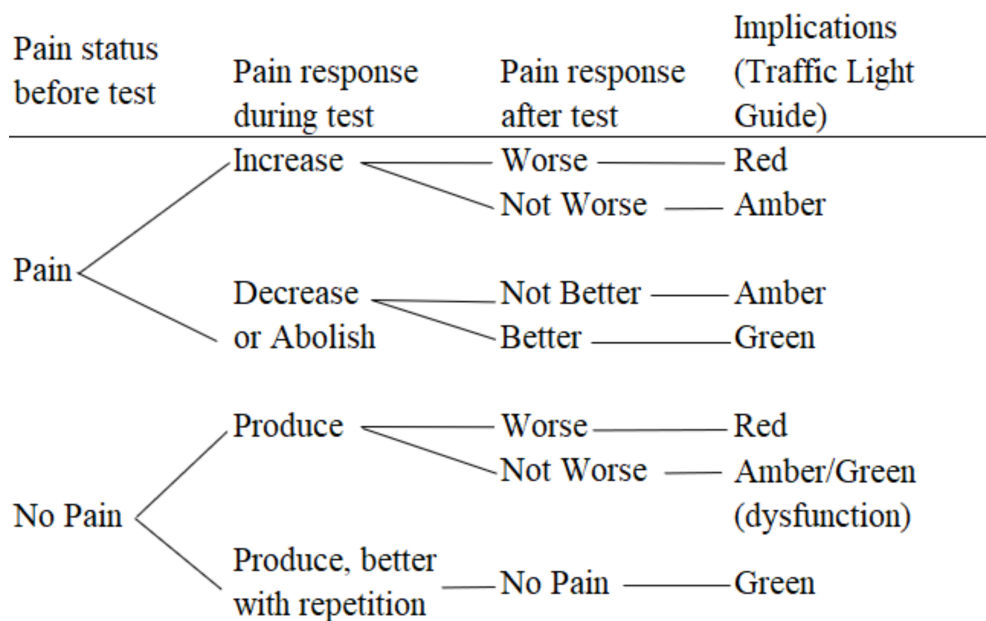 Pain status
before test
Pain response
during test
Pain response
after test
Implications
(Traffic Light
Guide)
Pain
Increase
Worse
Red
Not Worse
Amber
Decrease
or Abolish
Not Better
Amber
Better
Green
No Pain
Produce
Worse
Red
Not Worse
Amber/Green
(dysfunction)
Produce, better
with repetition
No Pain
Green